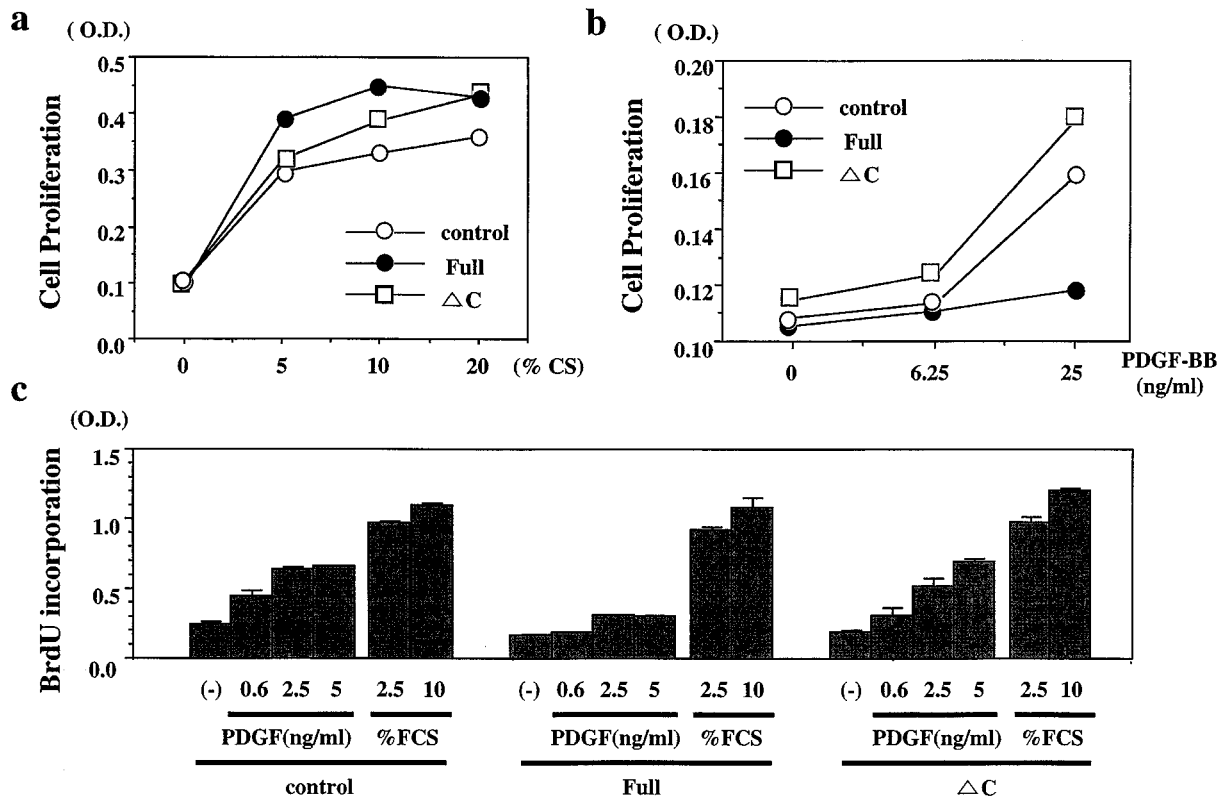 a
( O.D.)
Cell Proliferation
0.5
0.4
0.3
0.2
0.1
0.0
0 5 10 20 (% CS)
control
Full
△ C
b
( O.D.)
Cell Proliferation
0.20
0.18
0.16
0.14
0.12
0.10
control
Full
△ C
0 6.25 25
PDGF-BB
(ng/ml)
c
(O.D.)
BrdU incorporation
1.5
1.0
0.5
0.0
(-) 0.6 2.5 5 2.5 10 (-) 0.6 2.5 5 2.5 10 (-) 0.6 2.5 5 2.5 10
PDGF(ng/ml) %FCS PDGF(ng/ml) %FCS PDGF(ng/ml) %FCS
control Full △ C